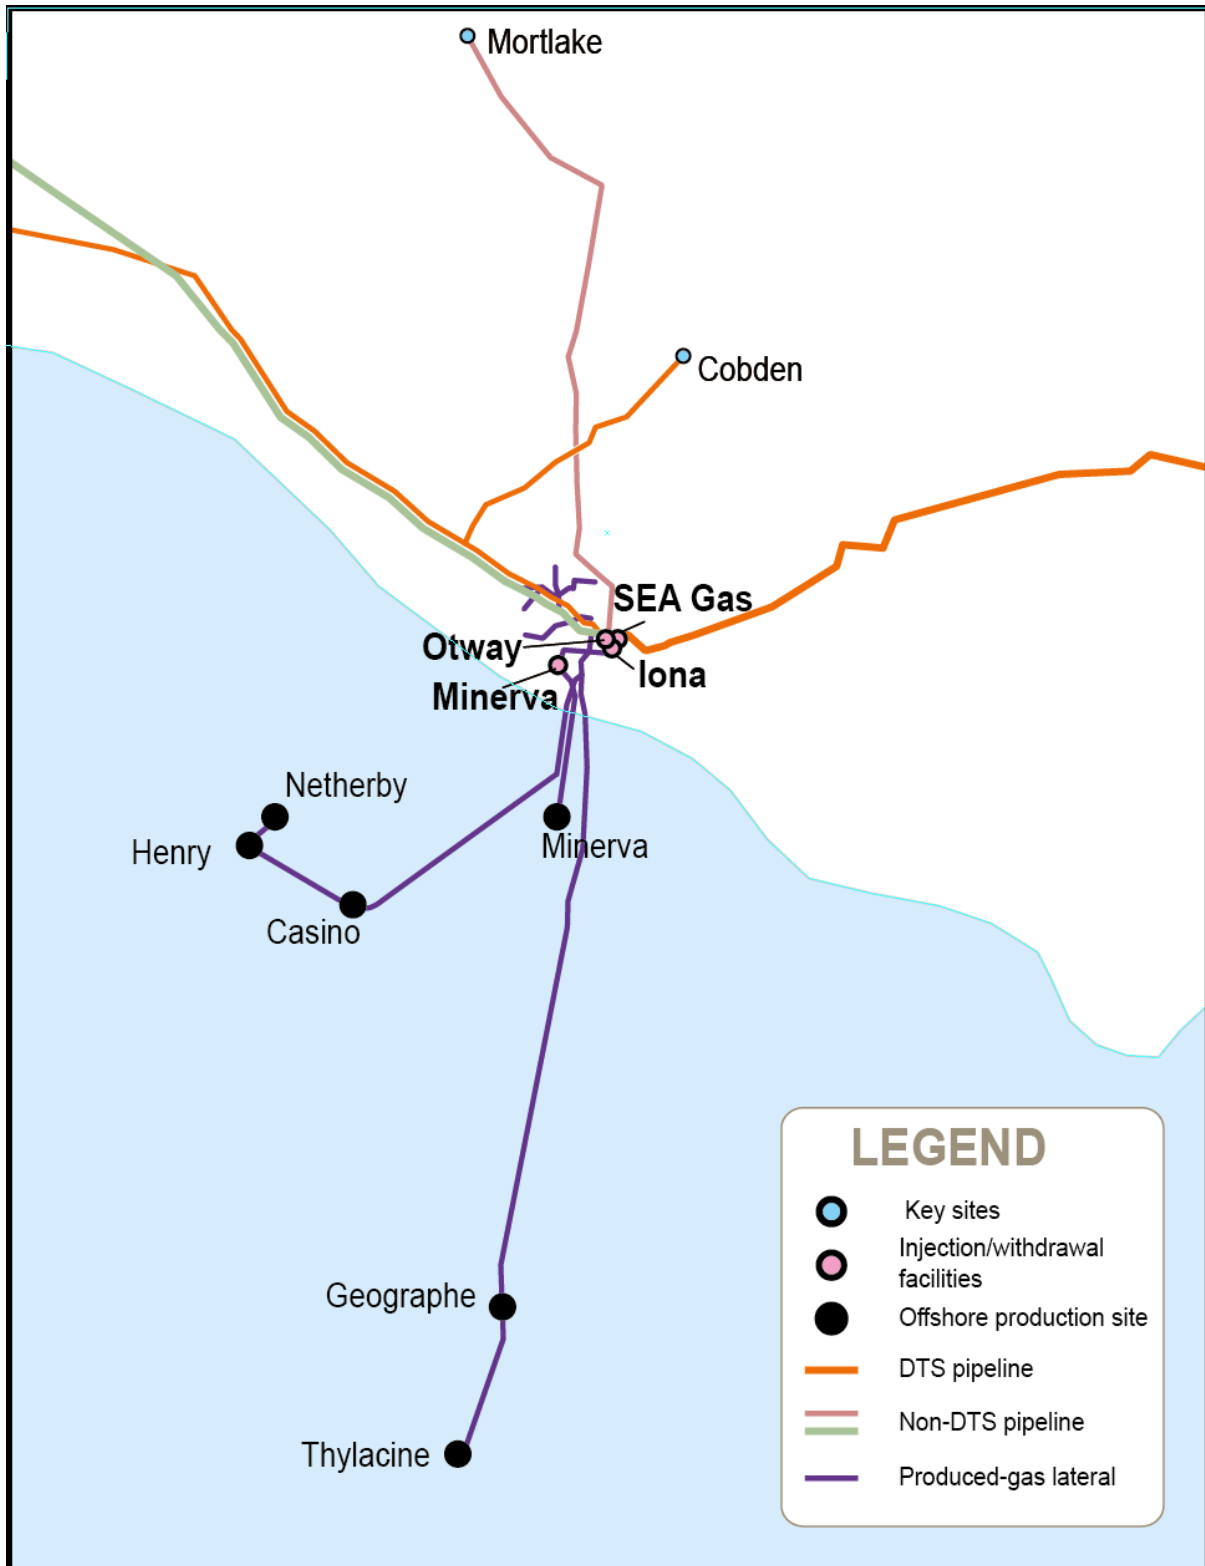 Mortlake
Cobden
SEA Gas
Otway
Iona
Minerva
Netherby
Henry
Minerva
Casino
Geographe
Thylacine
LEGEND
Key sites
Injection/withdrawal
facilities
Offshore production site
DTS pipeline
Non-DTS pipeline
Produced-gas lateral